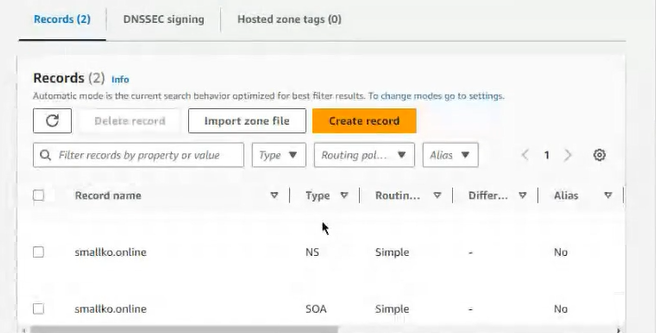 Records (2) DNSSEC signing Hosted zone tags (0)
Records (2) Info
Automatic mode is the current search behavior optimized for best filter results. To change modes go to settings.
Delete record Import zone file Create record
Filter records by property or value Type Routing pol... Alias 1
Record name Type Routin... Differ... Alias
smallko.online NS Simple - No
smallko.online SOA Simple - No